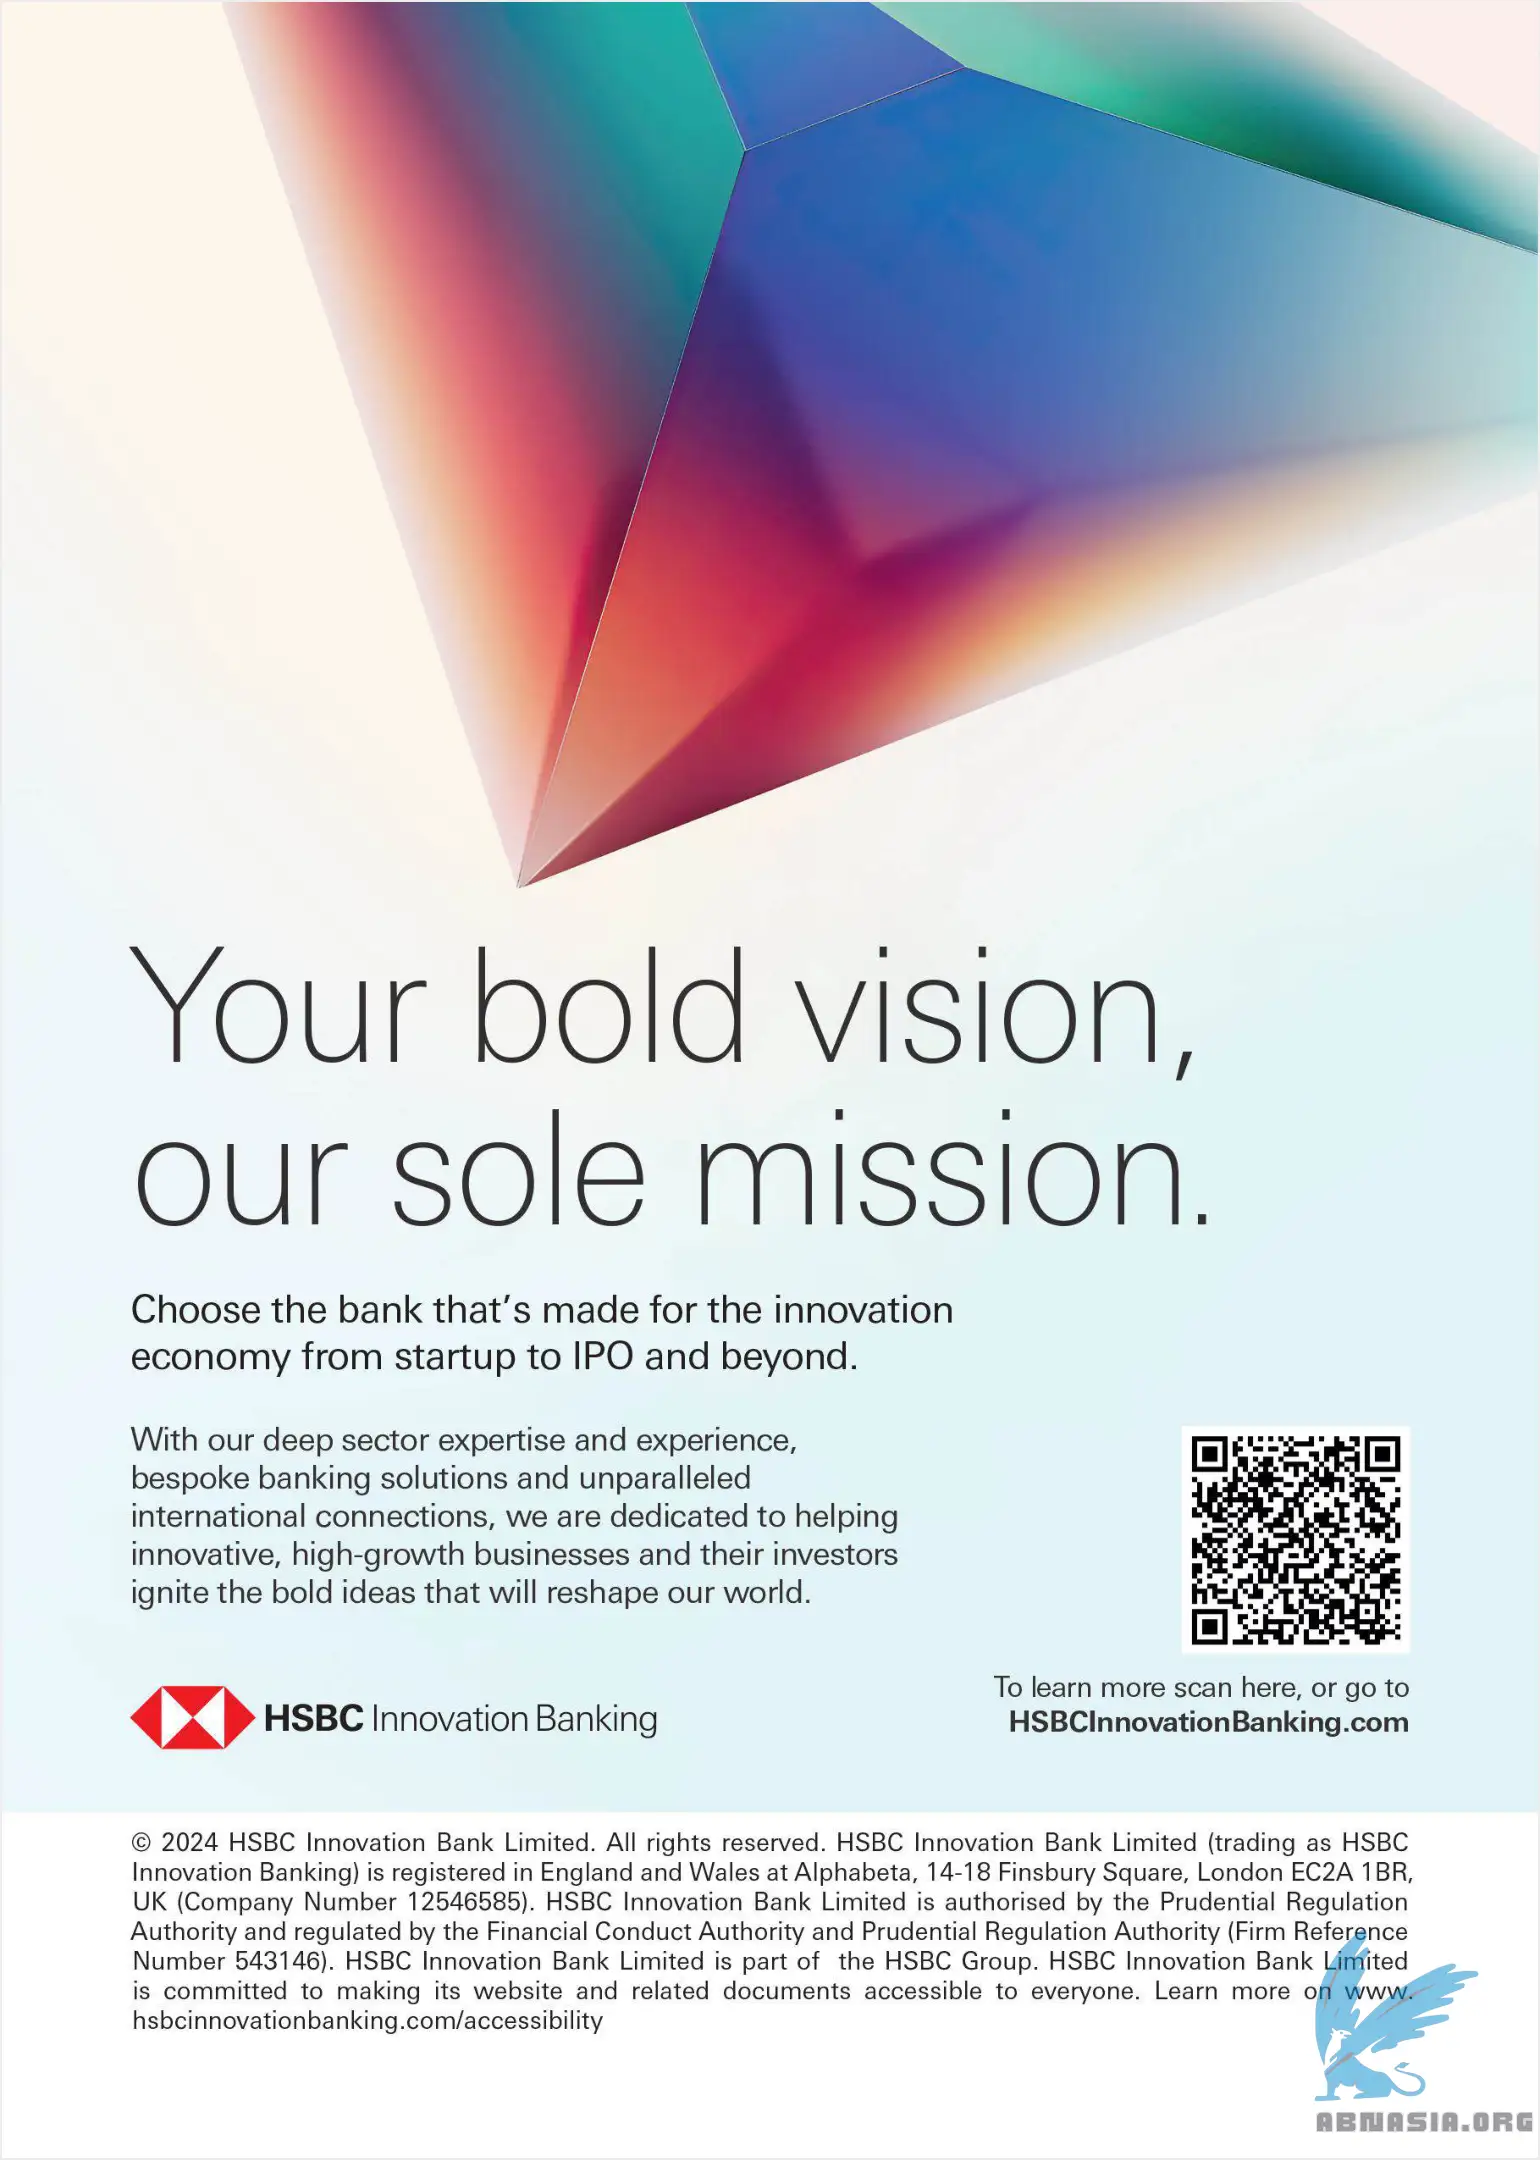 Your bold vision,
our sole mission.
Choose the bank that's made for the innovation
economy from startup to IPO and beyond.
With our deep sector expertise and experience,
bespoke banking solutions and unparalleled
international connections, we are dedicated to helping
innovative, high-growth businesses and their investors
ignite the bold ideas that will reshape our world.
To learn more scan here, or go to
HSBCInnovationBanking.com
HSBC Innovation Banking
© 2024 HSBC Innovation Bank Limited. All rights reserved. HSBC Innovation Bank Limited (trading as HSBC
Innovation Banking) is registered in England and Wales at Alphabeta, 14-18 Finsbury Square, London EC2A 1BR,
UK (Company Number 12546585). HSBC Innovation Bank Limited is authorised by the Prudential Regulation
Authority and regulated by the Financial Conduct Authority and Prudential Regulation Authority (Firm Reference
Number 543146). HSBC Innovation Bank Limited is part of the HSBC Group. HSBC Innovation Bank Limited
is committed to making its website and related documents accessible to everyone. Learn more on www.
hsbcinnovationbanking.com/accessibility
ABNASIA.ORG